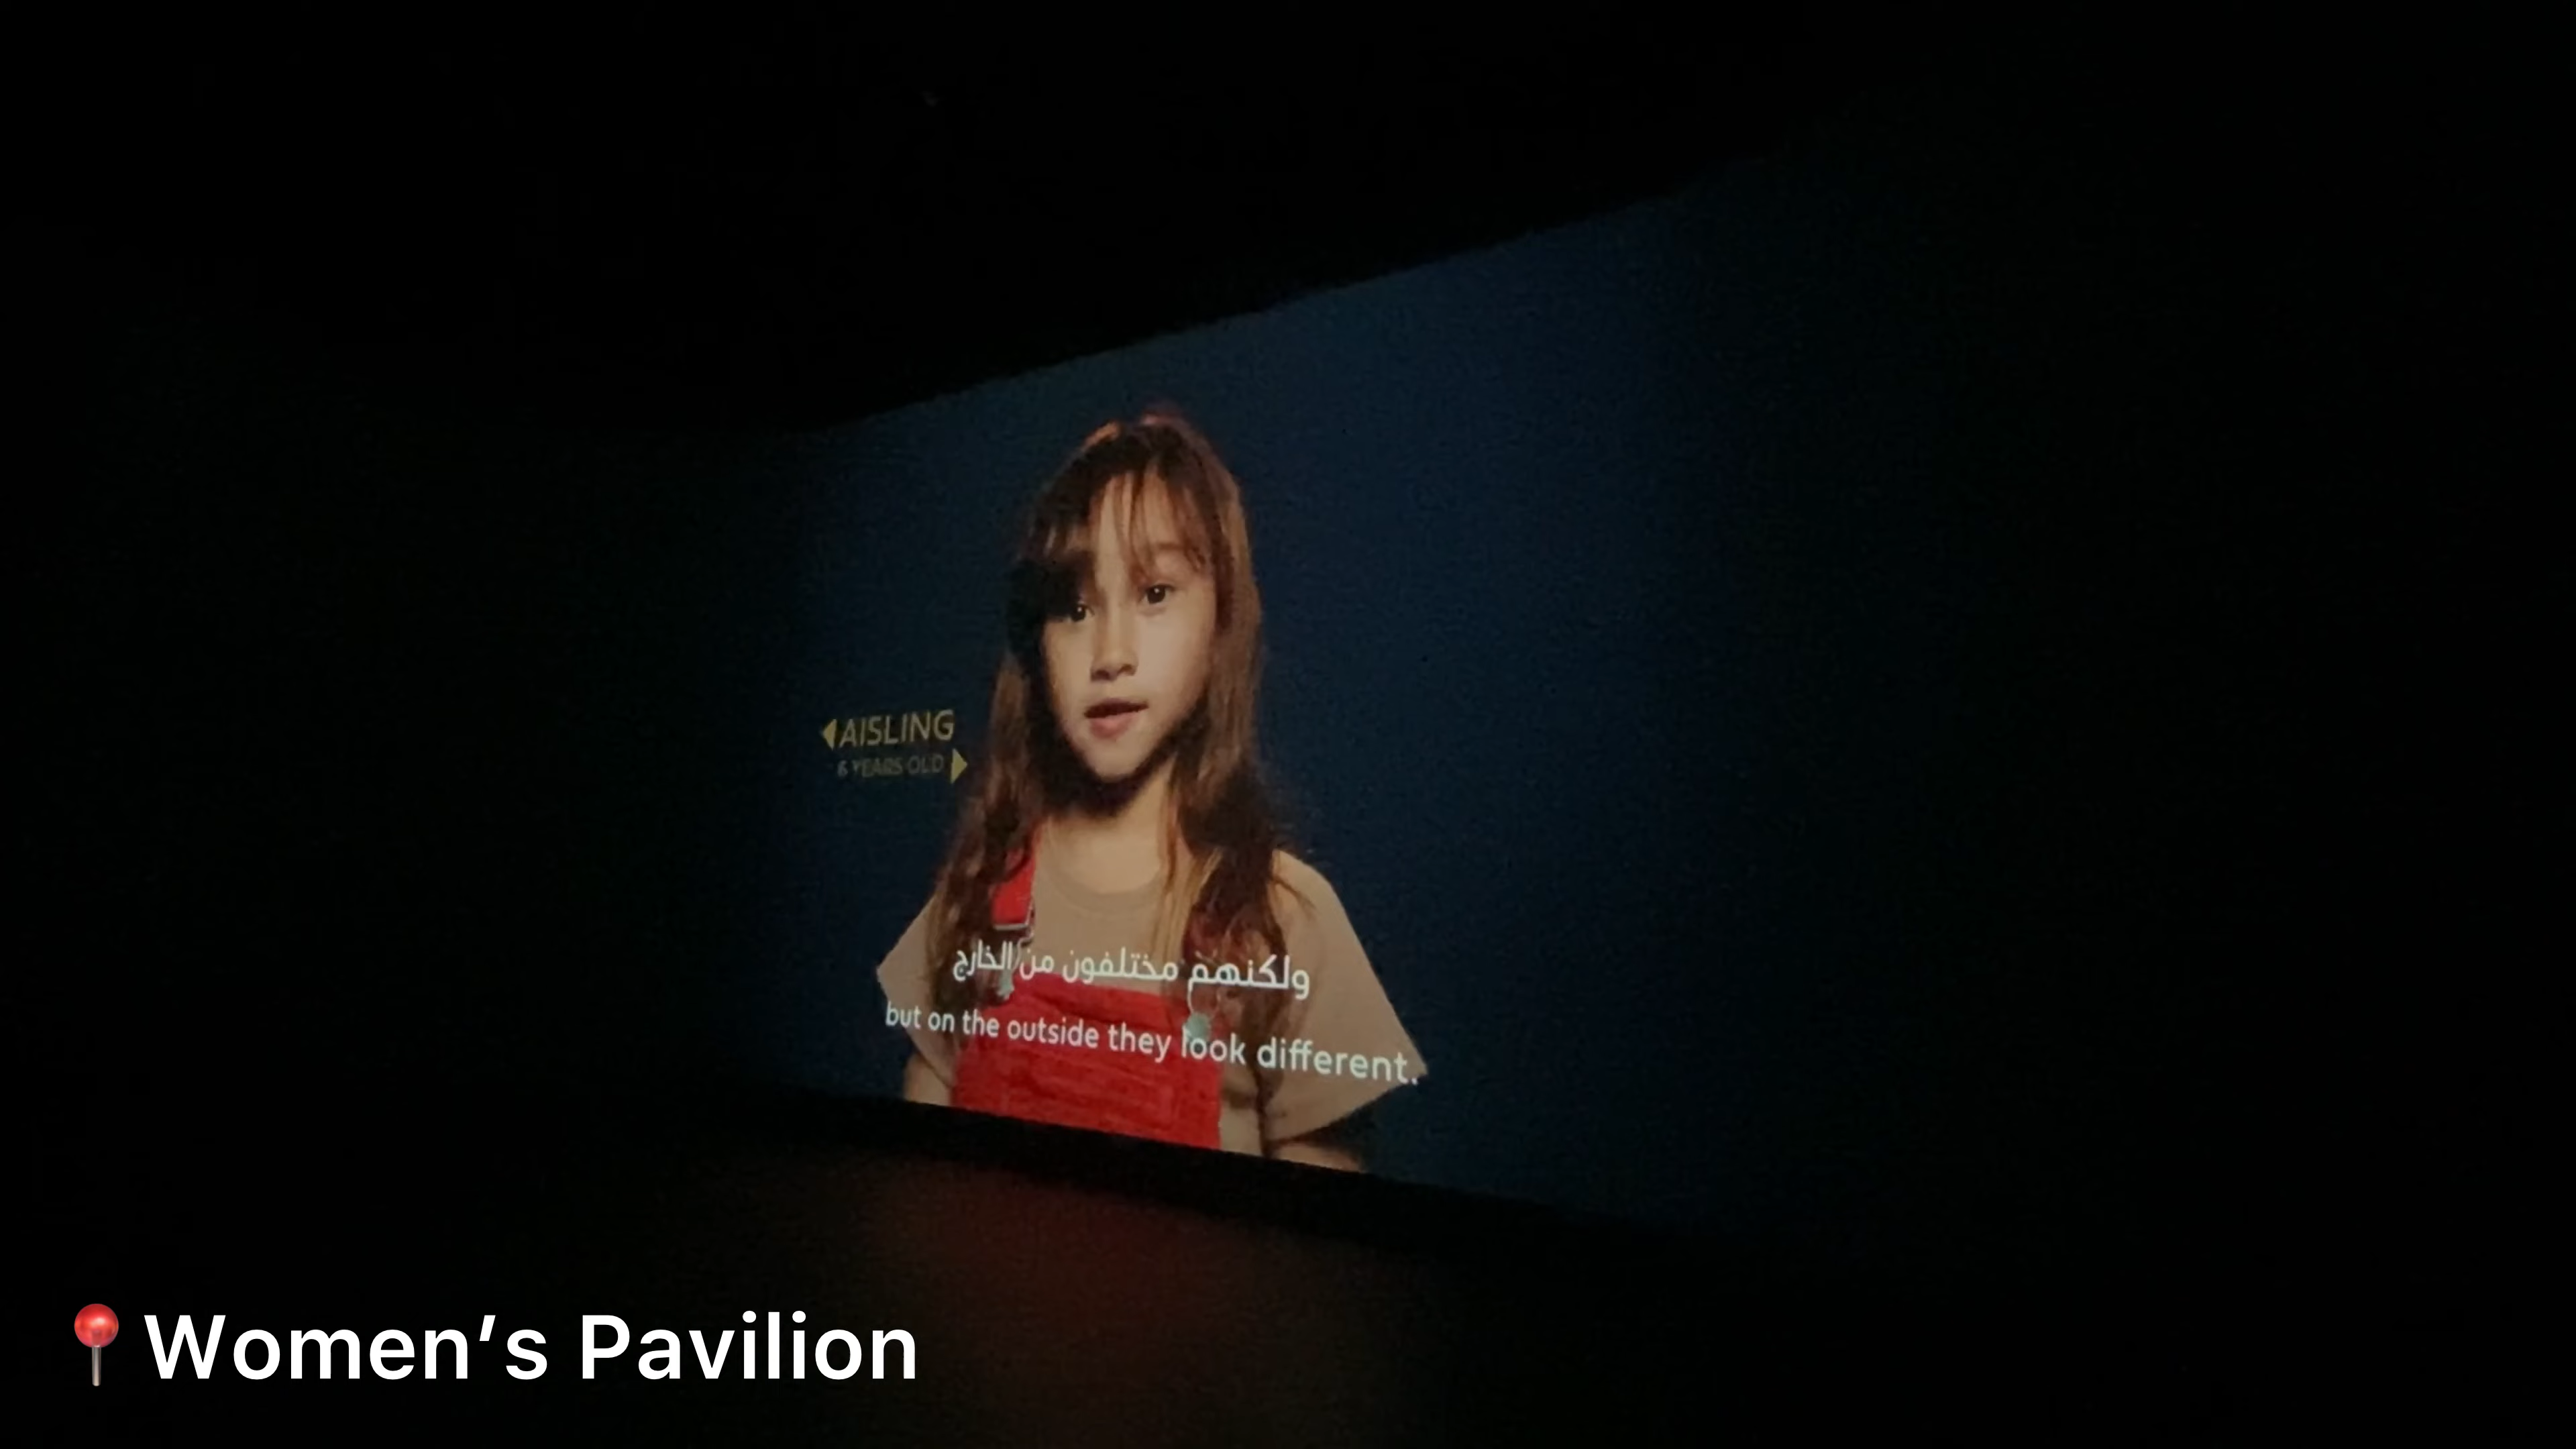 AISLING
6 YEARS OLD
ولكنهم مختلفون من الخارج
but on the outside they look different.
Women's Pavilion